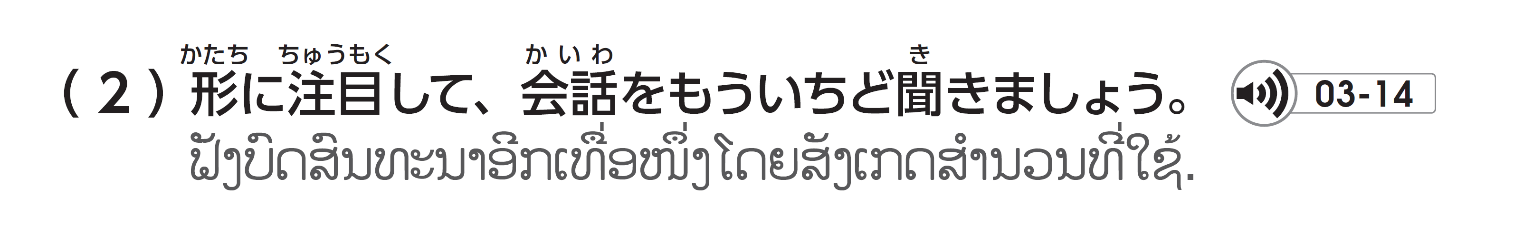 かたち ちゅうもく かいわ き
( 2 ) 形に注目して、会話をもういちど聞きましょう。 03-14
ຟັງບົດສົນທະນາອີກເທື່ອໜຶ່ງໂດຍສັງເກດສຳນວນທີ່ໃຊ້.